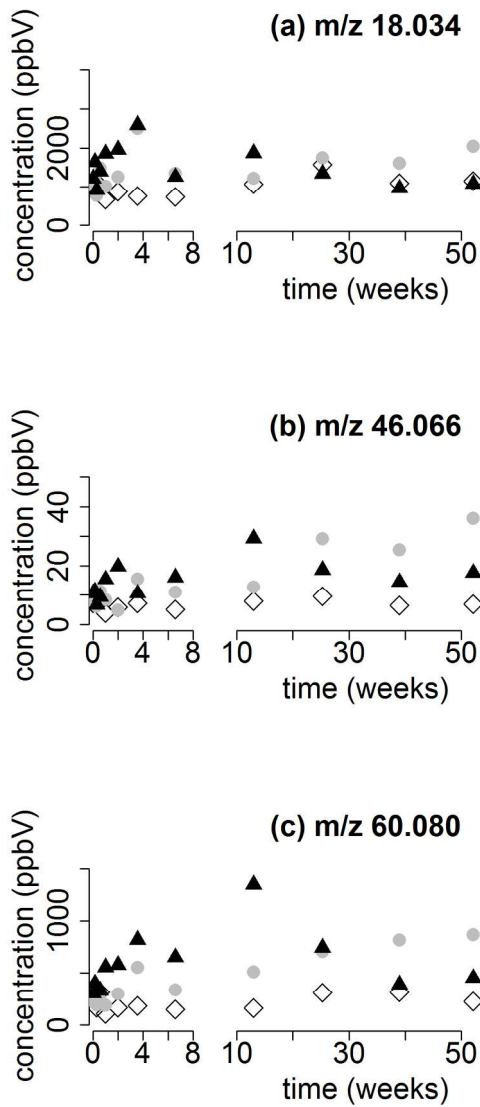 (a) m/z 18.034
concentration (ppbV)
2000
0
0 4 8 10 30 50
time (weeks)
(b) m/z 46.066
concentration (ppbV)
40
20
0
0 4 8 10 30 50
time (weeks)
(c) m/z 60.080
concentration (ppbV)
1000
0
0 4 8 10 30 50
time (weeks)